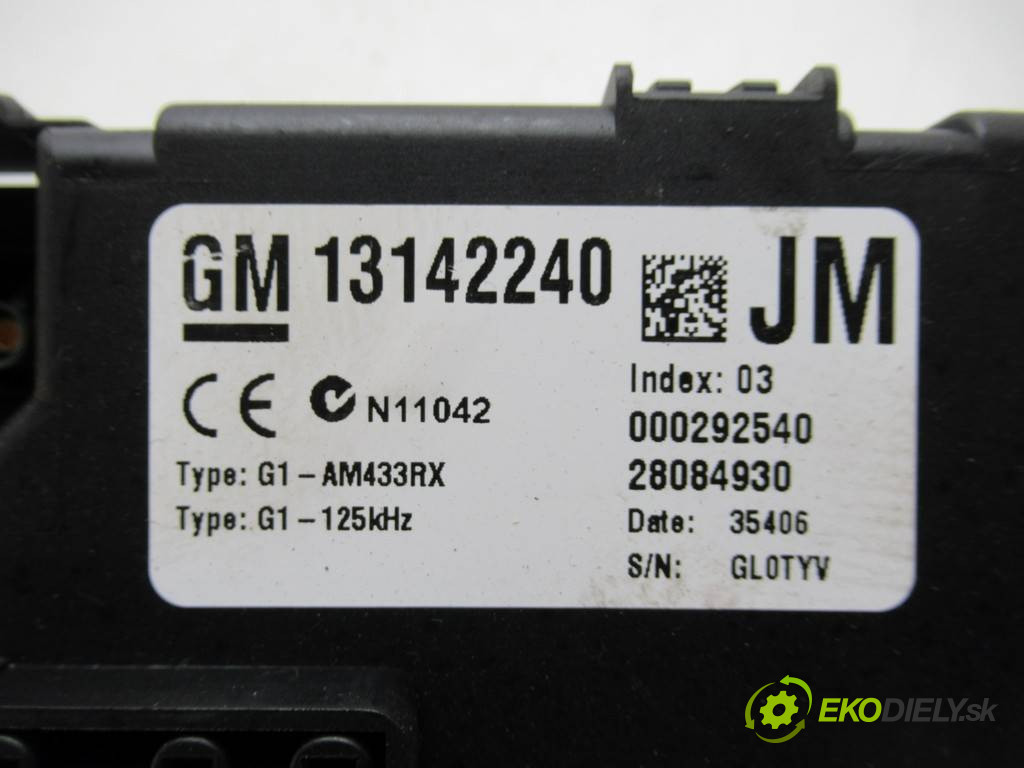 GM 13142240 JM
CE N11042
Type: G1-AM433RX
Type: G1-125kHz
Index: 03
000292540
28084930
Date: 35406
S/N: GL0TYV
EKODIELY.sk